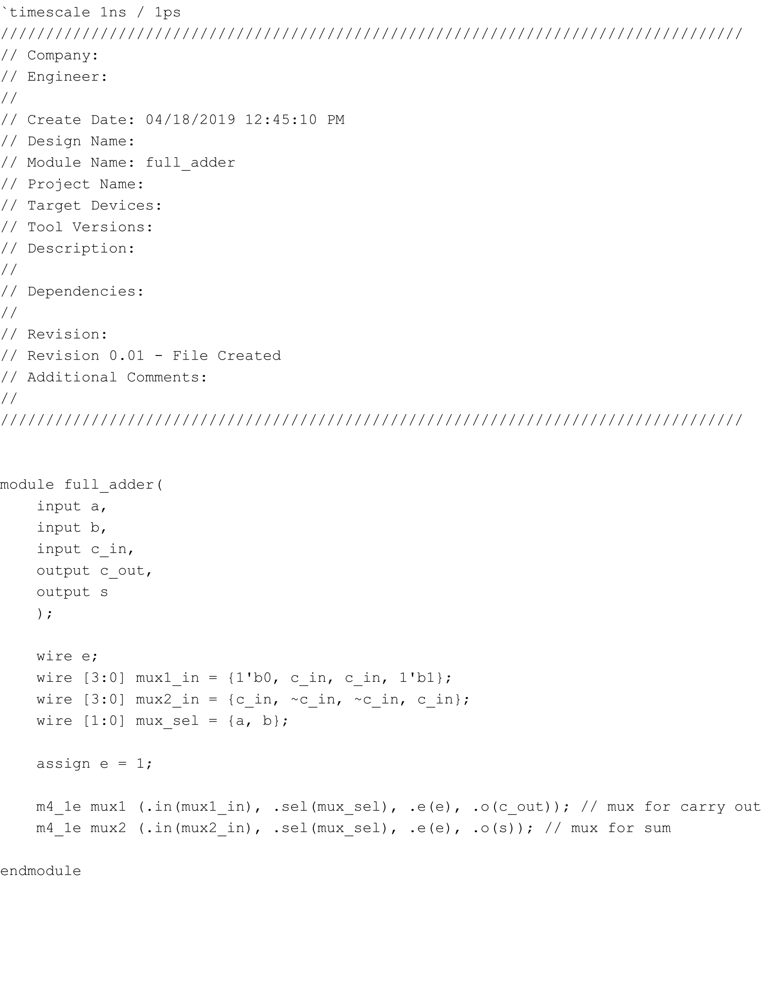 `timescale 1ns / 1ps
//////////////////////////////////////////////////////////////////////////////////
// Company:
// Engineer:
//
// Create Date: 04/18/2019 12:45:10 PM
// Design Name:
// Module Name: full_adder
// Project Name:
// Target Devices:
// Tool Versions:
// Description:
//
// Dependencies:
//
// Revision:
// Revision 0.01 - File Created
// Additional Comments:
//
//////////////////////////////////////////////////////////////////////////////////
module full_adder(
    input a,
    input b,
    input c_in,
    output c_out,
    output s
    );
    wire e;
    wire [3:0] mux1_in = {1'b0, c_in, c_in, 1'b1};
    wire [3:0] mux2_in = {c_in, ~c_in, ~c_in, c_in};
    wire [1:0] mux_sel = {a, b};
    assign e = 1;
    m4_1e mux1 (.in(mux1_in), .sel(mux_sel), .e(e), .o(c_out)); // mux for carry out
    m4_1e mux2 (.in(mux2_in), .sel(mux_sel), .e(e), .o(s)); // mux for sum
endmodule